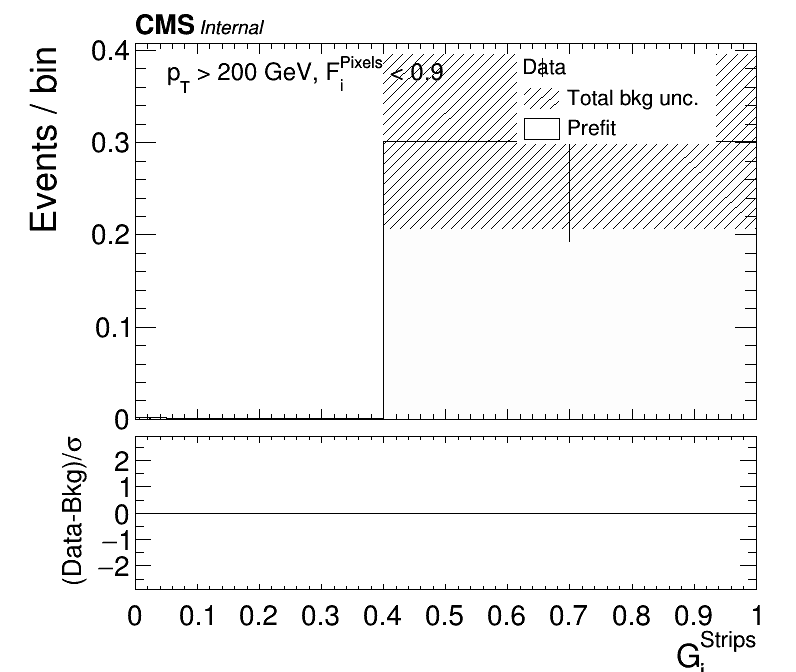 CMS Internal
Events / bin
0.4
0.3
0.2
0.1
0
p_T > 200 GeV, F_i^Pixels < 0.9
Data
Total bkg unc.
Prefit
(Data-Bkg)/σ
2
1
0
−1
−2
0 0.1 0.2 0.3 0.4 0.5 0.6 0.7 0.8 0.9 1
G_i^Strips